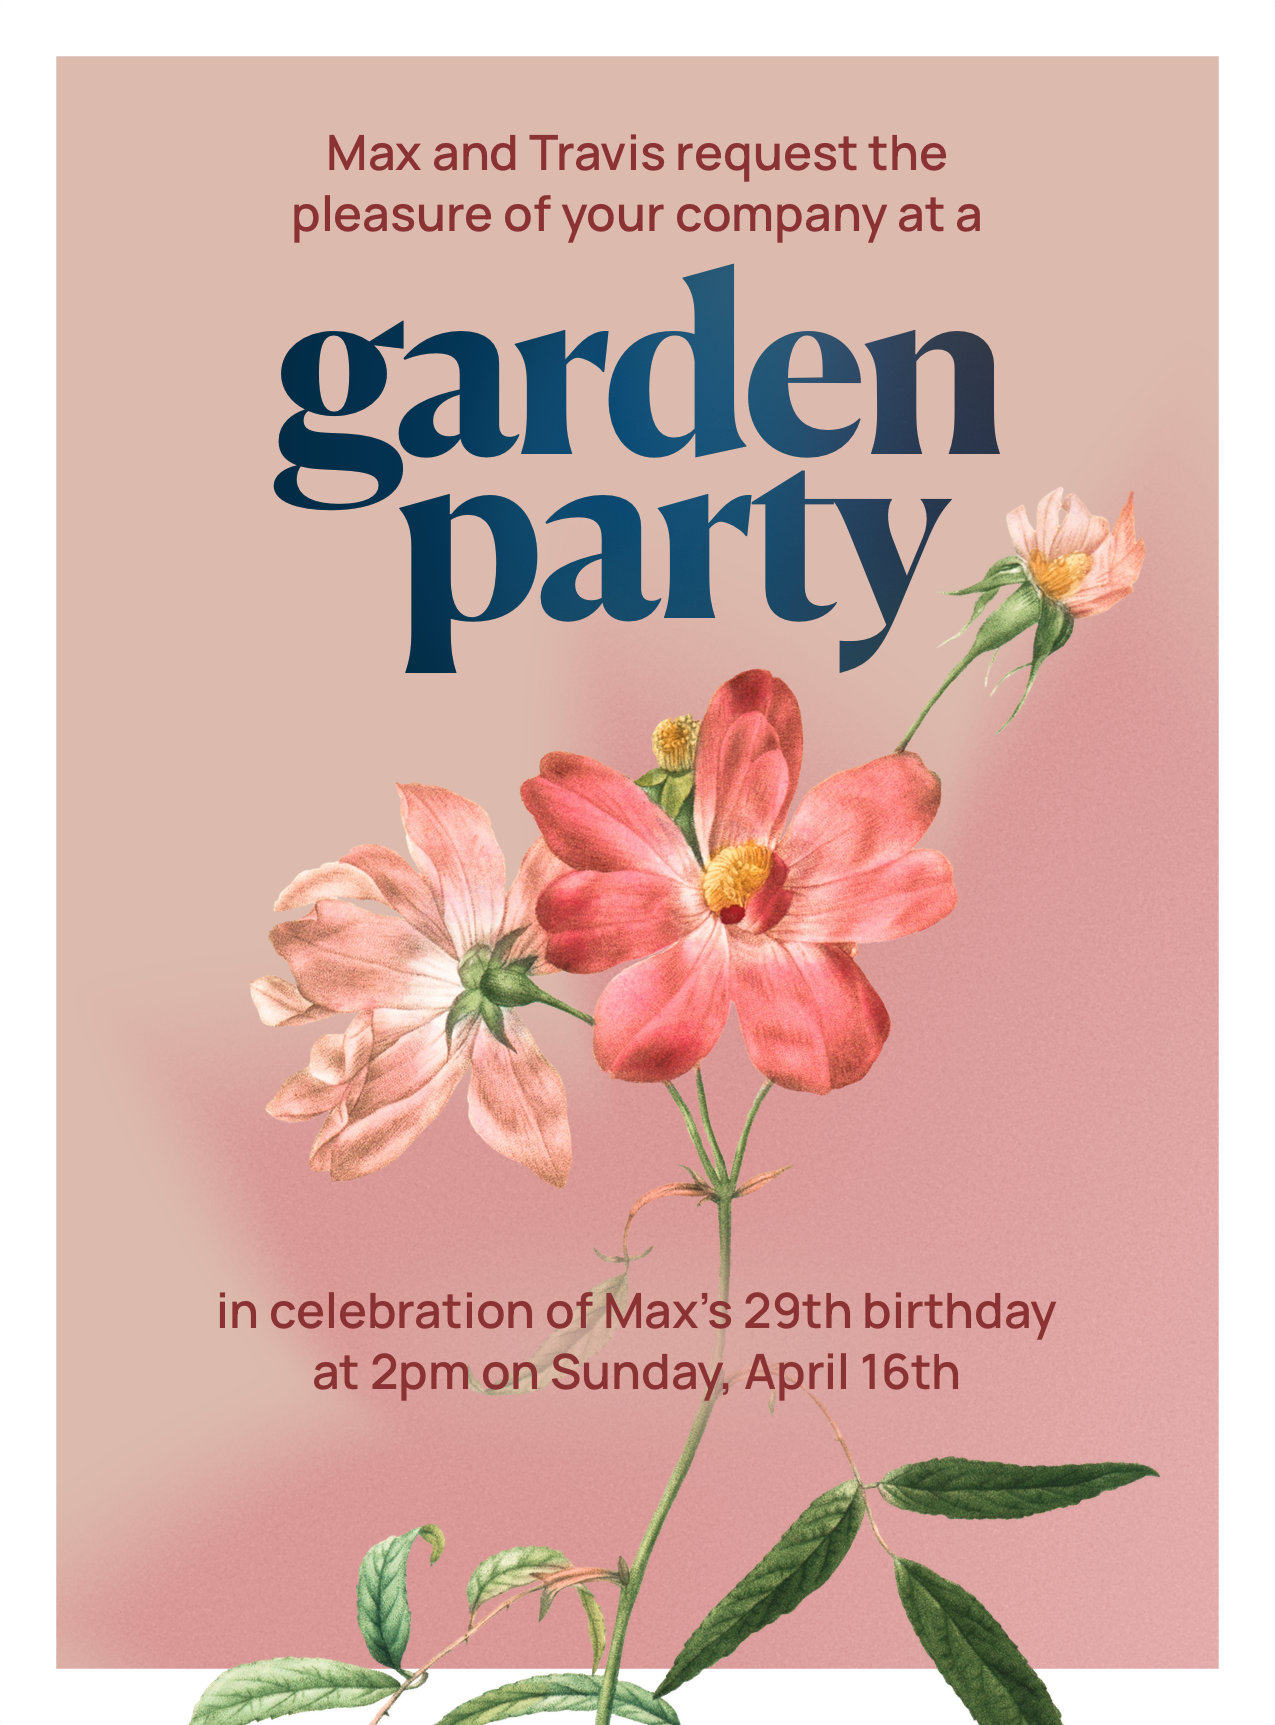 Max and Travis request the
pleasure of your company at a
garden
party
in celebration of Max’s 29th birthday
at 2pm on Sunday, April 16th